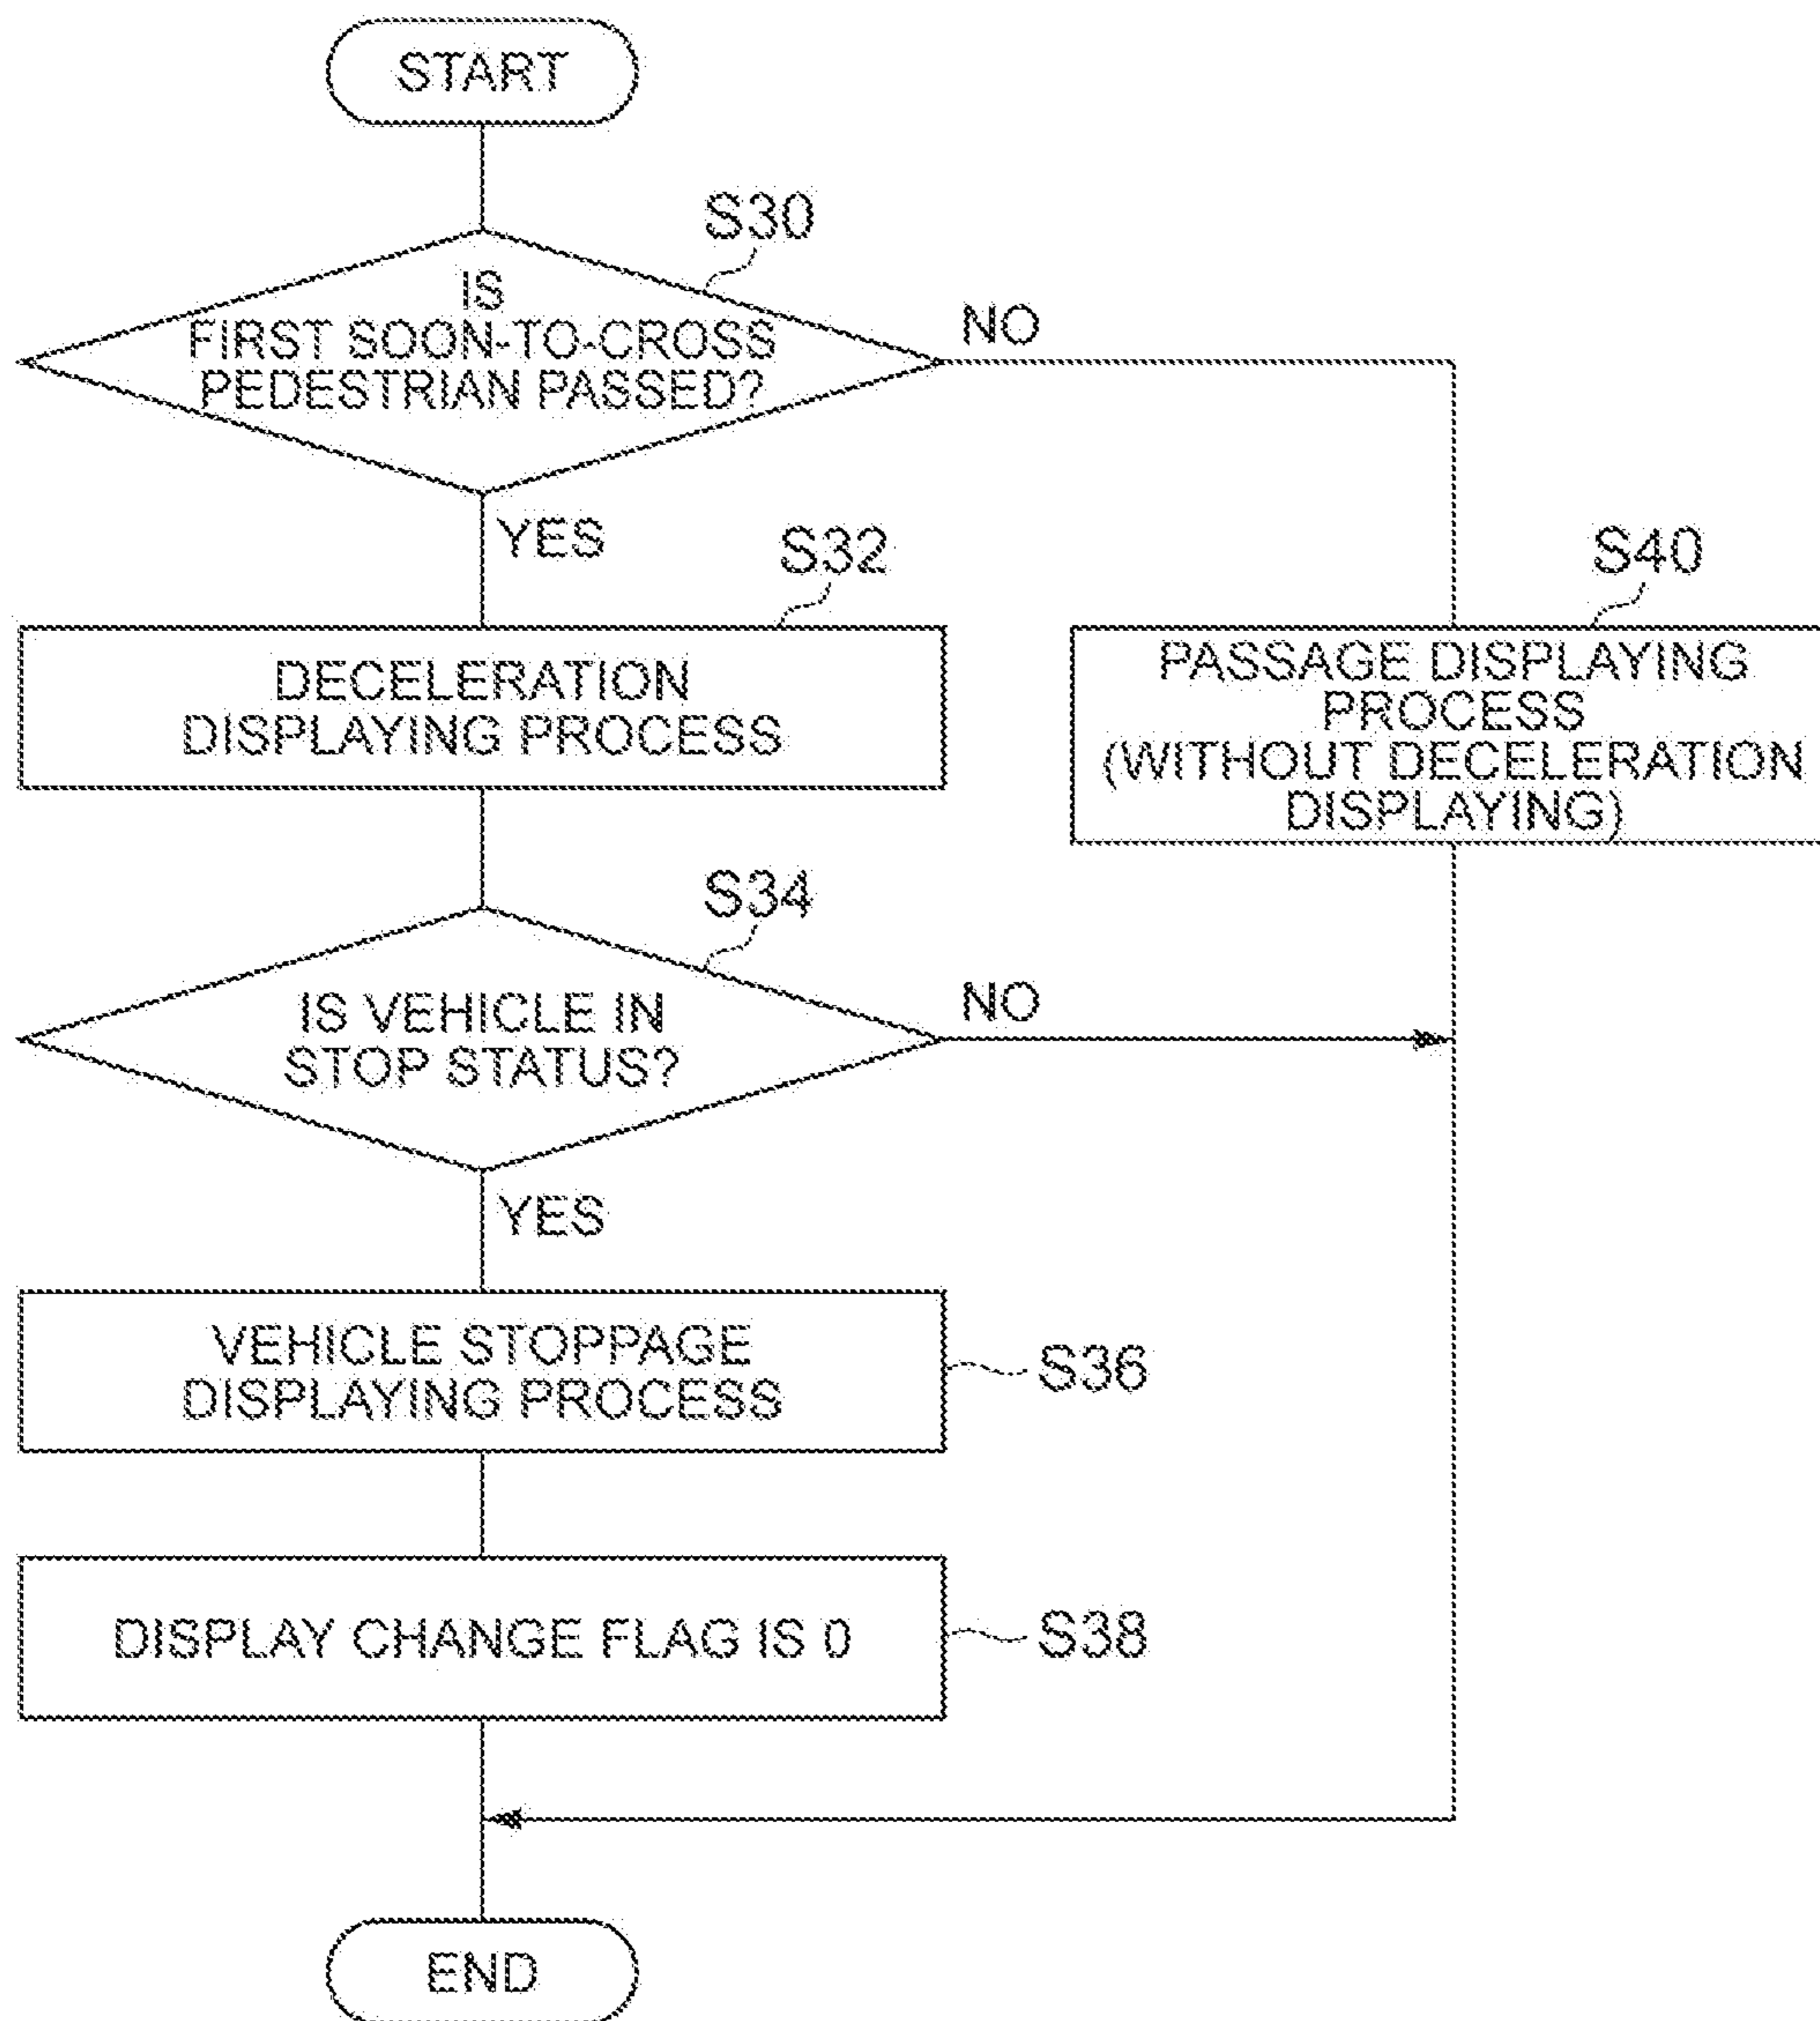 START
S30
IS
FIRST SOON-TO-CROSS
PEDESTRIAN PASSED?
NO
YES
S32
DECELERATION
DISPLAYING PROCESS
S40
PASSAGE DISPLAYING
PROCESS
(WITHOUT DECELERATION
DISPLAYING)
S34
IS VEHICLE IN
STOP STATUS?
NO
YES
VEHICLE STOPPAGE
DISPLAYING PROCESS
S36
DISPLAY CHANGE FLAG IS 0
S38
END